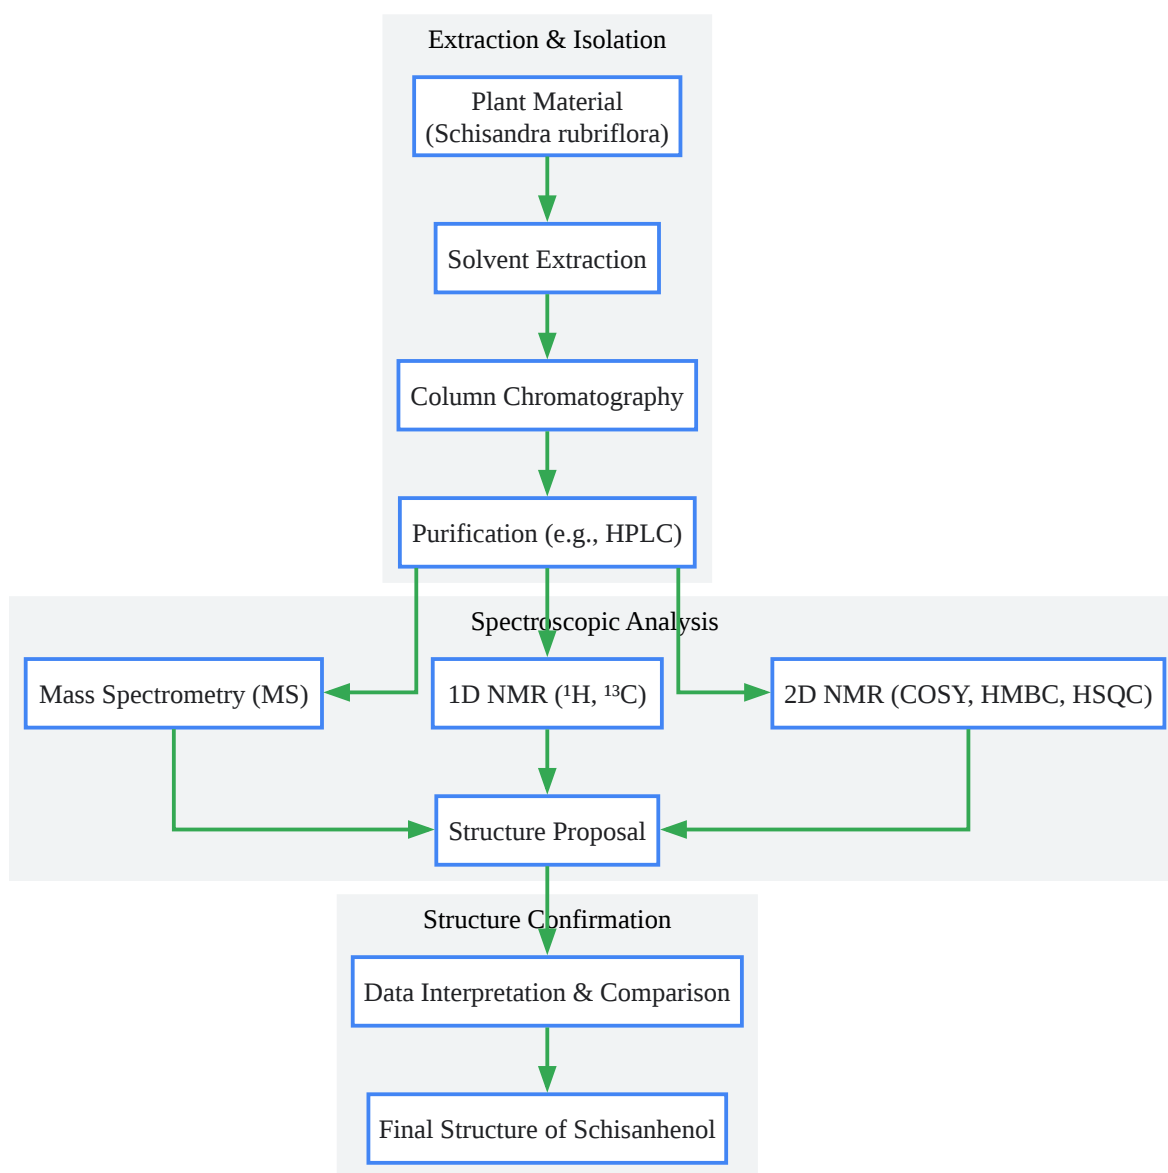 Extraction & Isolation
Plant Material
(Schisandra rubriflora)
Solvent Extraction
Column Chromatography
Purification (e.g., HPLC)
Spectroscopic Analysis
Mass Spectrometry (MS)
1D NMR (¹H, ¹³C)
2D NMR (COSY, HMBC, HSQC)
Structure Proposal
Structure Confirmation
Data Interpretation & Comparison
Final Structure of Schisanhenol